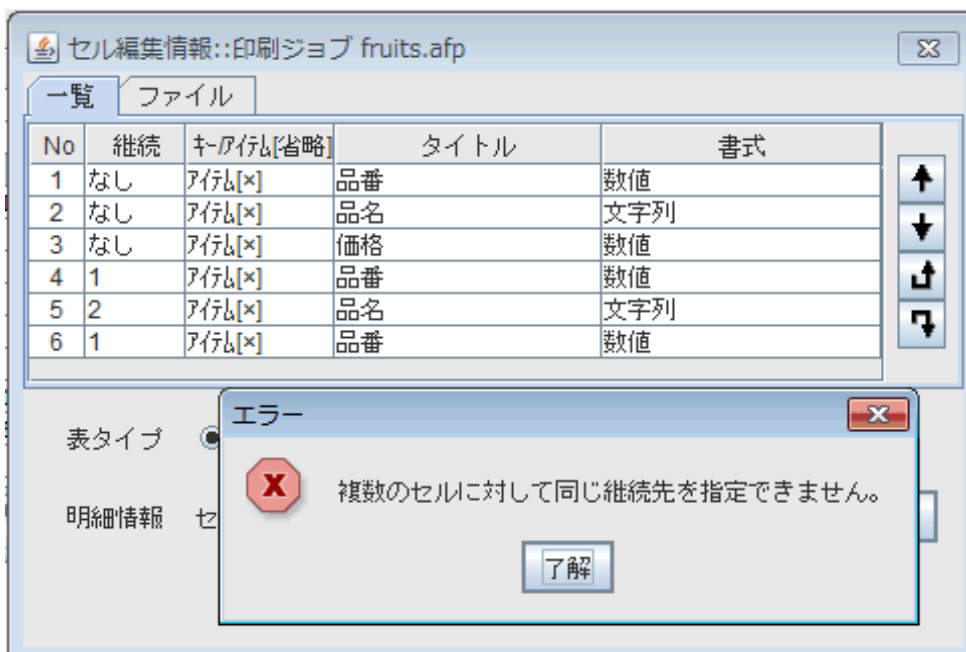 セル編集情報::印刷ジョブ fruits.afp
一覧 ファイル
No 継続 ｷｰ/ｱｲﾃﾑ[省略] タイトル 書式
1 なし ｱｲﾃﾑ[×] 品番 数値
2 なし ｱｲﾃﾑ[×] 品名 文字列
3 なし ｱｲﾃﾑ[×] 価格 数値
4 1 ｱｲﾃﾑ[×] 品番 数値
5 2 ｱｲﾃﾑ[×] 品名 文字列
6 1 ｱｲﾃﾑ[×] 品番 数値
エラー
表タイプ
複数のセルに対して同じ継続先を指定できません。
明細情報 セ
了解